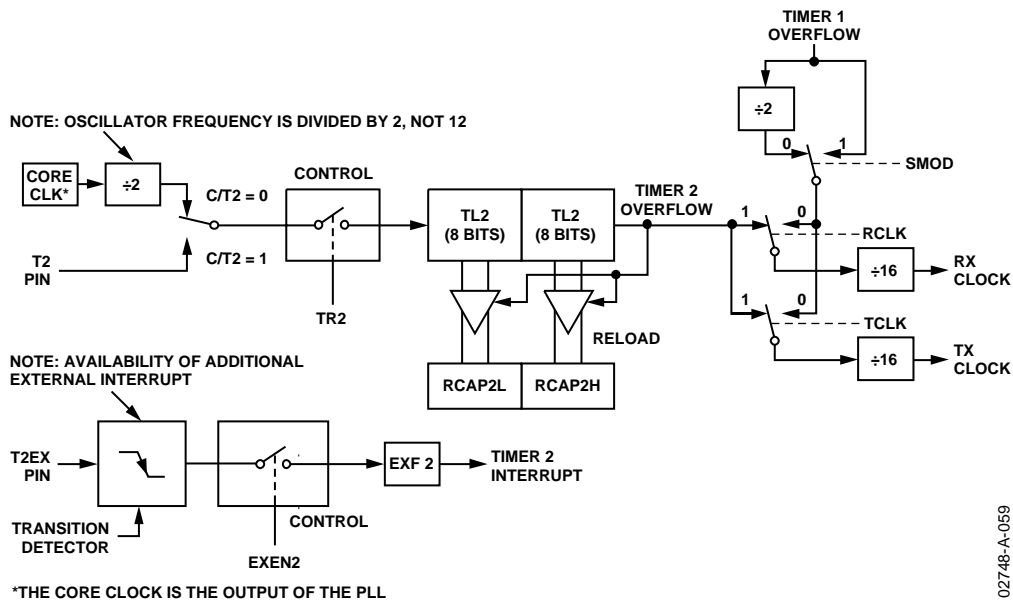 TIMER 1
OVERFLOW
÷2
0
1
SMOD
NOTE: OSCILLATOR FREQUENCY IS DIVIDED BY 2, NOT 12
CORE
CLK*
÷2
C/T2 = 0
C/T2 = 1
T2
PIN
CONTROL
TR2
TL2
(8 BITS)
TL2
(8 BITS)
TIMER 2
OVERFLOW
RELOAD
RCAP2L
RCAP2H
1
0
RCLK
÷16
RX
CLOCK
1
0
TCLK
÷16
TX
CLOCK
NOTE: AVAILABILITY OF ADDITIONAL
EXTERNAL INTERRUPT
T2EX
PIN
TRANSITION
DETECTOR
CONTROL
EXEN2
EXF 2
TIMER 2
INTERRUPT
*THE CORE CLOCK IS THE OUTPUT OF THE PLL
02748-A-059